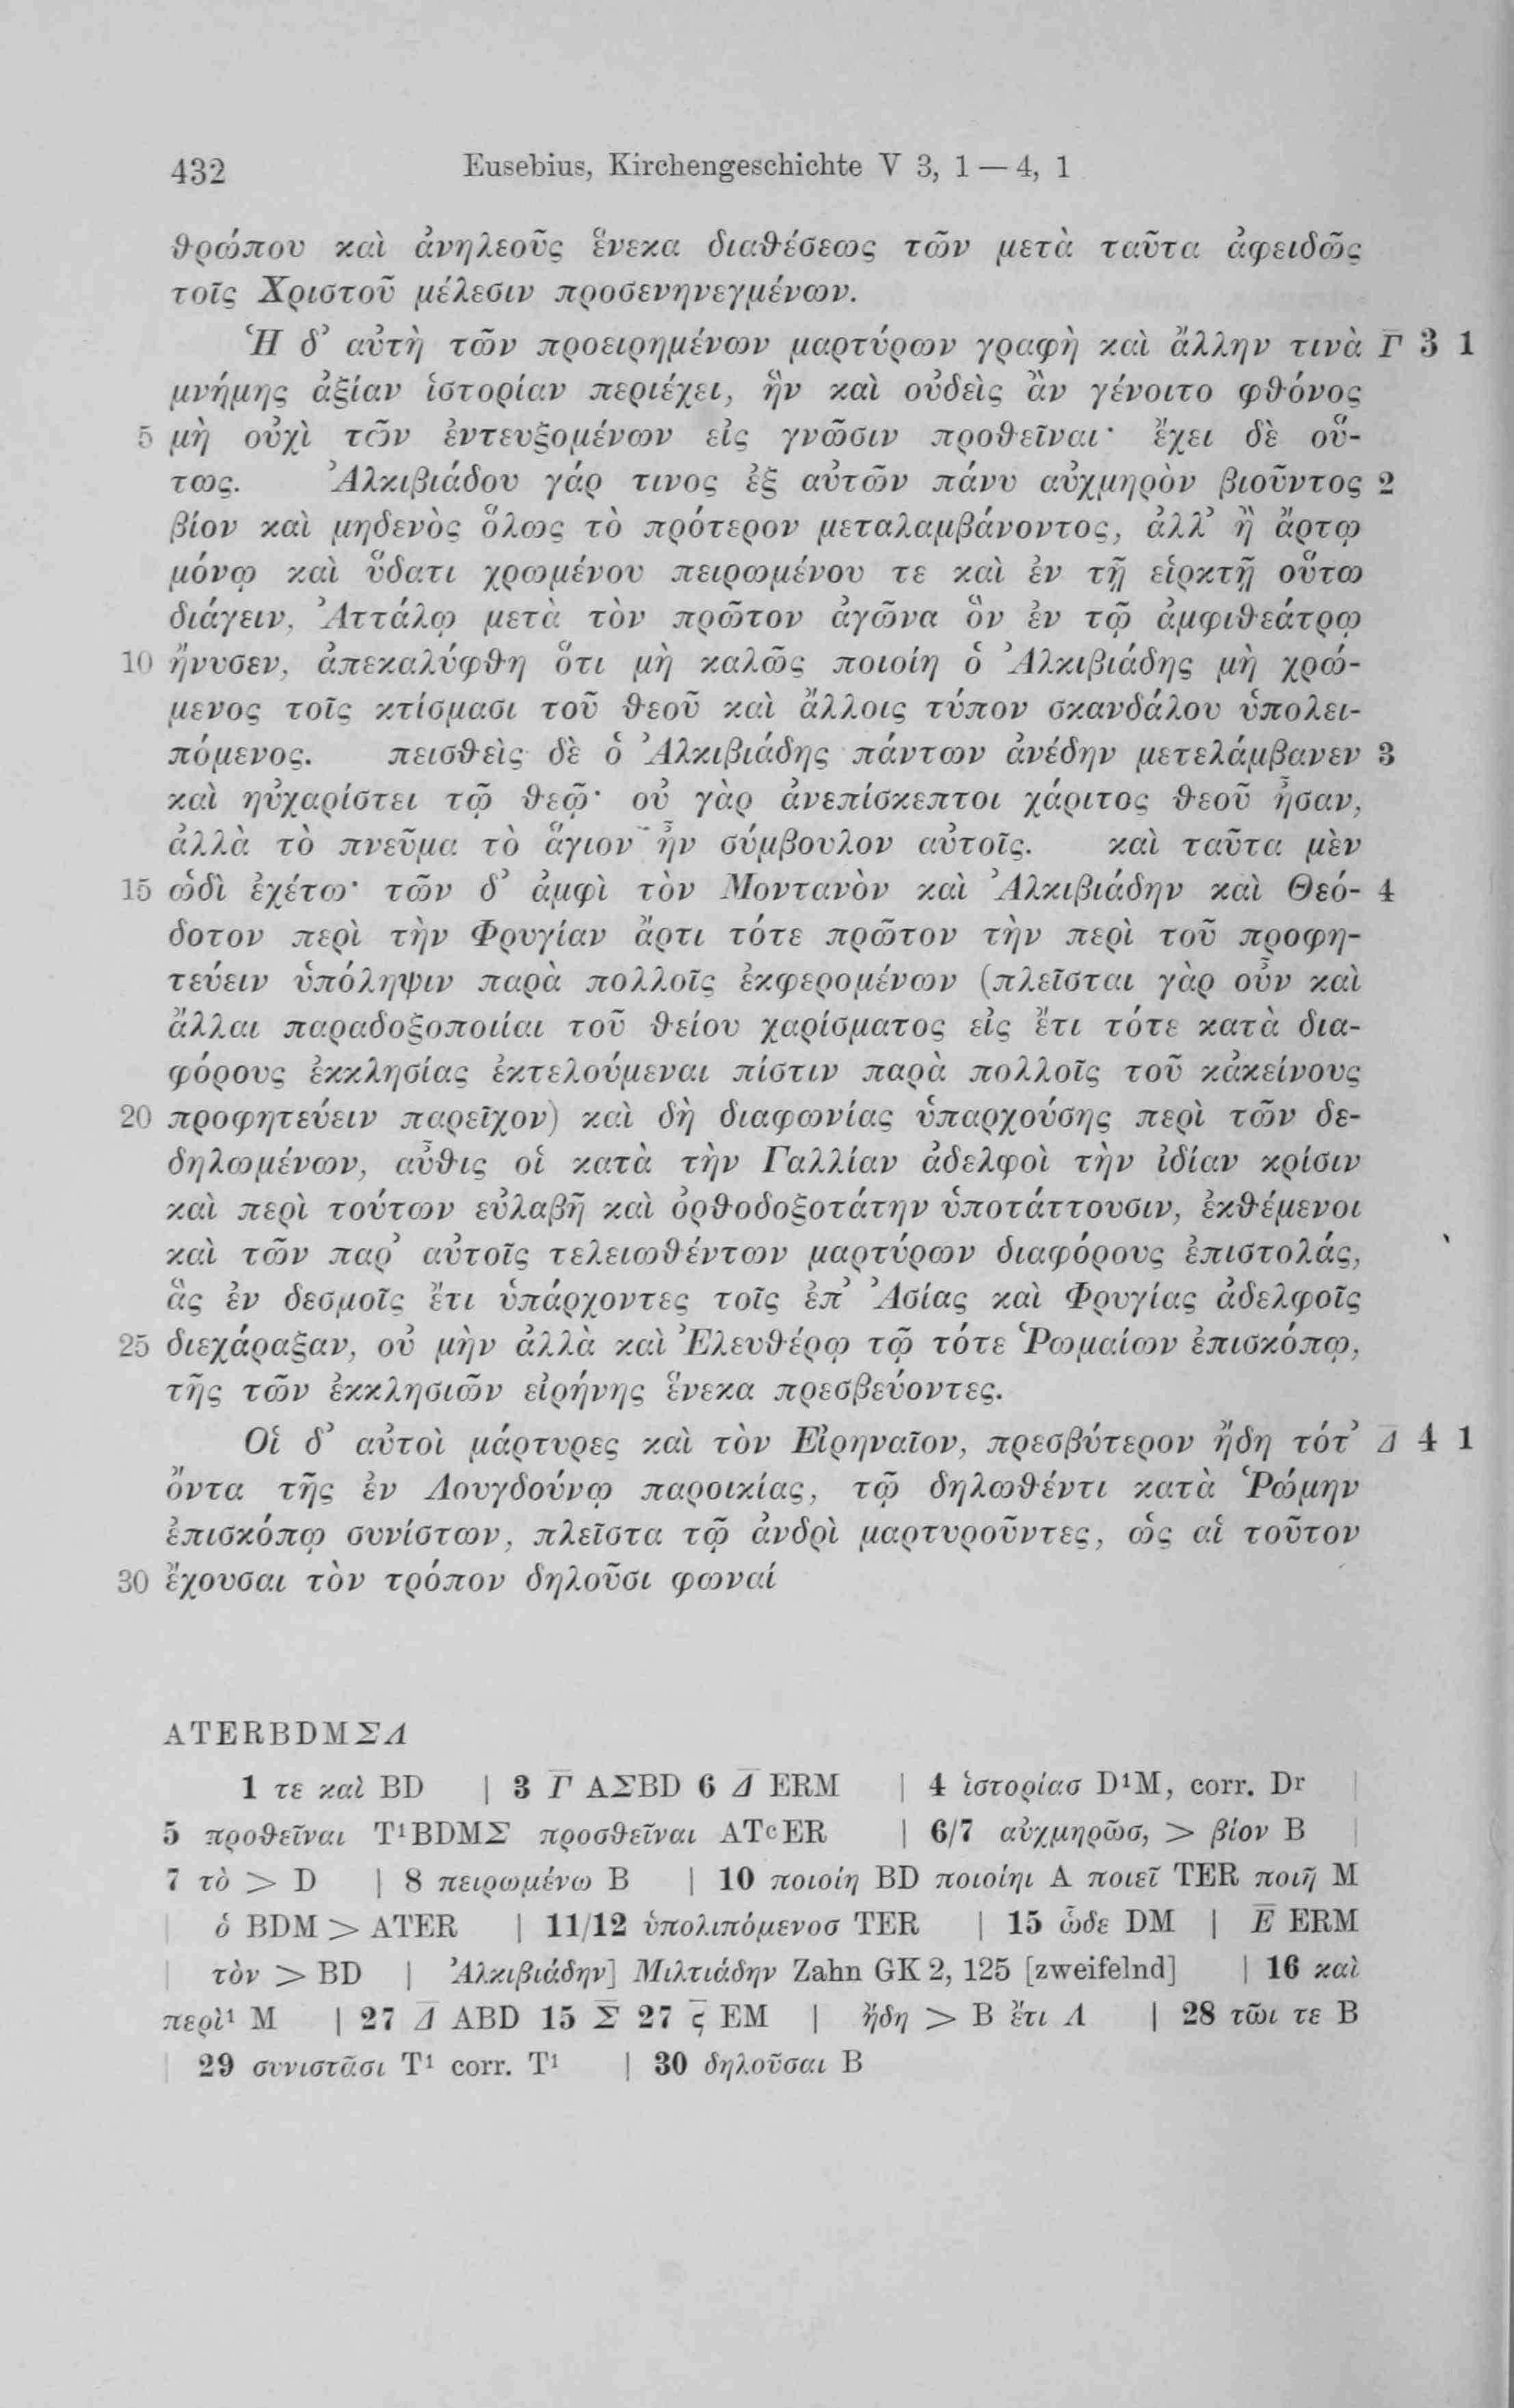 432 Eusebius, Kirchengeschichte V 3, 1 — 4, 1
θρώπου καὶ ἀνηλεοῦς ἕνεκα διαθέσεως τῶν μετὰ ταῦτα ἀφειδῶς
τοῖς Χριστοῦ μέλεσιν προσενηνεγμένων.
Ἡ δ’ αὐτὴ τῶν προειρημένων μαρτύρων γραφὴ καὶ ἄλλην τινὰ Γ̅ 3 1
μνήμης ἀξίαν ἱστορίαν περιέχει, ἣν καὶ οὐδεὶς ἂν γένοιτο φθόνος
5 μὴ οὐχὶ τῶν ἐντευξομένων εἰς γνῶσιν προθεῖναι· ἔχει δὲ οὕ-
τως. Ἀλκιβιάδου γάρ τινος ἐξ αὐτῶν πάνυ αὐχμηρὸν βιοῦντος 2
βίον καὶ μηδενὸς ὅλως τὸ πρότερον μεταλαμβάνοντος, ἀλλ’ ἢ ἄρτῳ
μόνῳ καὶ ὕδατι χρωμένου πειρωμένου τε καὶ ἐν τῇ εἱρκτῇ οὕτω
διάγειν, Ἀττάλῳ μετὰ τὸν πρῶτον ἀγῶνα ὃν ἐν τῷ ἀμφιθεάτρῳ
10 ἤνυσεν, ἀπεκαλύφθη ὅτι μὴ καλῶς ποιοίη ὁ Ἀλκιβιάδης μὴ χρώ-
μενος τοῖς κτίσμασι τοῦ θεοῦ καὶ ἄλλοις τύπον σκανδάλου ὑπολει-
πόμενος. πεισθεὶς δὲ ὁ Ἀλκιβιάδης πάντων ἀνέδην μετελάμβανεν 3
καὶ ηὐχαρίστει τῷ θεῷ· οὐ γὰρ ἀνεπίσκεπτοι χάριτος θεοῦ ἦσαν,
ἀλλὰ τὸ πνεῦμα τὸ ἅγιον ἦν σύμβουλον αὐτοῖς. καὶ ταῦτα μὲν
15 ὡδὶ ἐχέτω· τῶν δ’ ἀμφὶ τὸν Μοντανὸν καὶ Ἀλκιβιάδην καὶ Θεό- 4
δοτον περὶ τὴν Φρυγίαν ἄρτι τότε πρῶτον τὴν περὶ τοῦ προφη-
τεύειν ὑπόληψιν παρὰ πολλοῖς ἐκφερομένων (πλεῖσται γὰρ οὖν καὶ
ἄλλαι παραδοξοποιίαι τοῦ θείου χαρίσματος εἰς ἔτι τότε κατὰ δια-
φόρους ἐκκλησίας ἐκτελούμεναι πίστιν παρὰ πολλοῖς τοῦ κἀκείνους
20 προφητεύειν παρεῖχον) καὶ δὴ διαφωνίας ὑπαρχούσης περὶ τῶν δε-
δηλωμένων, αὖθις οἱ κατὰ τὴν Γαλλίαν ἀδελφοὶ τὴν ἰδίαν κρίσιν
καὶ περὶ τούτων εὐλαβῆ καὶ ὀρθοδοξοτάτην ὑποτάττουσιν, ἐκθέμενοι
καὶ τῶν παρ’ αὐτοῖς τελειωθέντων μαρτύρων διαφόρους ἐπιστολάς,
ἃς ἐν δεσμοῖς ἔτι ὑπάρχοντες τοῖς ἐπ’ Ἀσίας καὶ Φρυγίας ἀδελφοῖς
25 διεχάραξαν, οὐ μὴν ἀλλὰ καὶ Ἐλευθέρῳ τῷ τότε Ῥωμαίων ἐπισκόπῳ,
τῆς τῶν ἐκκλησιῶν εἰρήνης ἕνεκα πρεσβεύοντες.
Οἱ δ’ αὐτοὶ μάρτυρες καὶ τὸν Εἰρηναῖον, πρεσβύτερον ἤδη τότ’ Δ̅ 4 1
ὄντα τῆς ἐν Λουγδούνῳ παροικίας, τῷ δηλωθέντι κατὰ Ῥώμην
ἐπισκόπῳ συνίστων, πλεῖστα τῷ ἀνδρὶ μαρτυροῦντες, ὡς αἱ τοῦτον
30 ἔχουσαι τὸν τρόπον δηλοῦσι φωναί
ATERBDMΣΛ
1 τε καὶ BD | 3 Γ̅ AΣBD 6 Δ̅ ERM | 4 ἱστορίασ D¹M, corr. Dʳ |
5 προθεῖναι T¹BDMΣ προσθεῖναι ATᶜER | 6/7 αὐχμηρῶσ, > βίον B |
7 τὸ > D | 8 πειρωμένω B | 10 ποιοίη BD ποιοίηι A ποιεῖ TER ποιῆ M
| ὁ BDM > ATER | 11/12 ὑπολιπόμενοσ TER | 15 ὧδε DM | Ε̅ ERM
| τὸν > BD | Ἀλκιβιάδην] Μιλτιάδην Zahn GK 2, 125 [zweifelnd] | 16 καὶ
περὶ¹ M | 27 Δ̅ ABD 15 Σ̅ 27 ς̅ EM | ἤδη > B ἔτι Λ | 28 τῶι τε B
| 29 συνιστᾶσι T¹ corr. T¹ | 30 δηλοῦσαι B